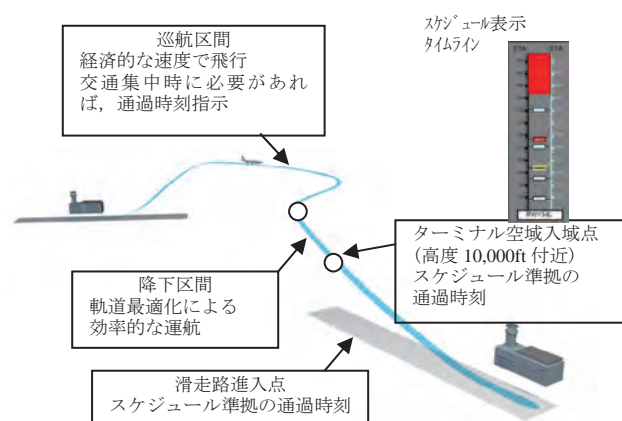 巡航区間
経済的な速度で飛行
交通集中時に必要があれ
ば，通過時刻指示
ｽｹｼﾞｭｰﾙ表示
タイムライン
ETA STA
ターミナル空域入域点
(高度 10,000ft 付近)
スケジュール準拠の
通過時刻
降下区間
軌道最適化による
効率的な運航
滑走路進入点
スケジュール準拠の通過時刻